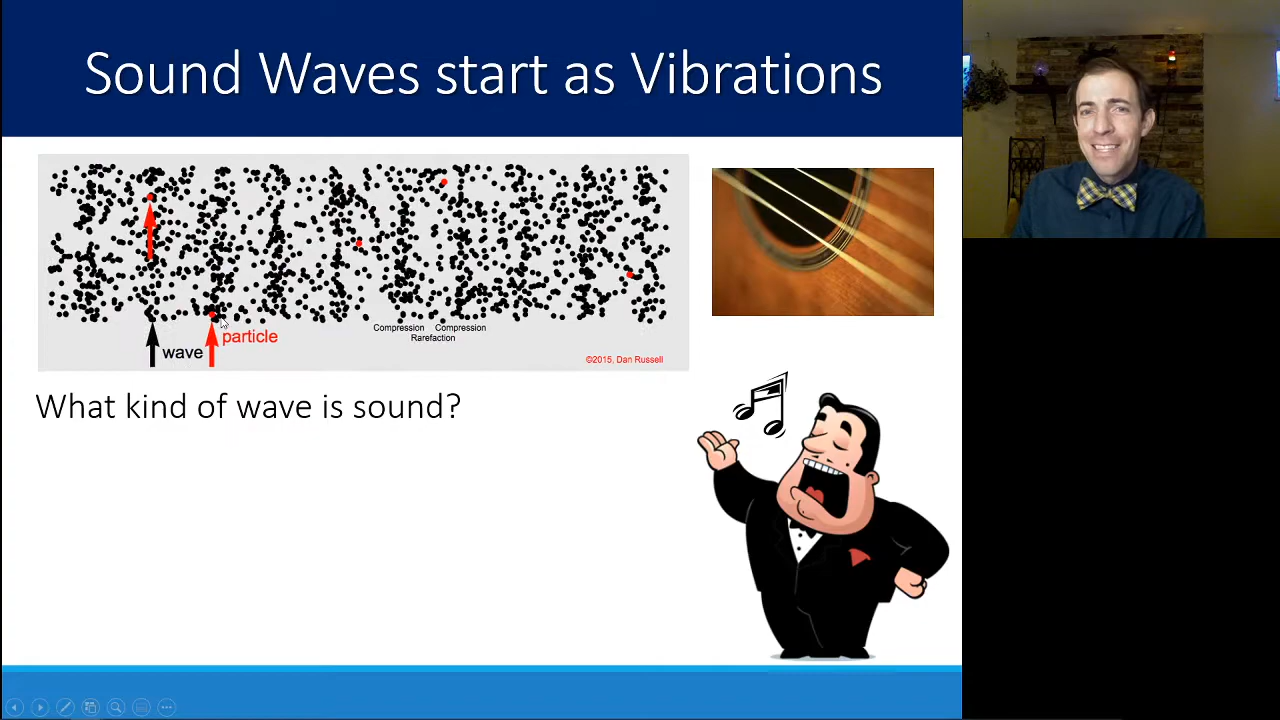 Sound Waves start as Vibrations
Compression Compression
Rarefaction
particle
wave
©2015, Dan Russell
What kind of wave is sound?